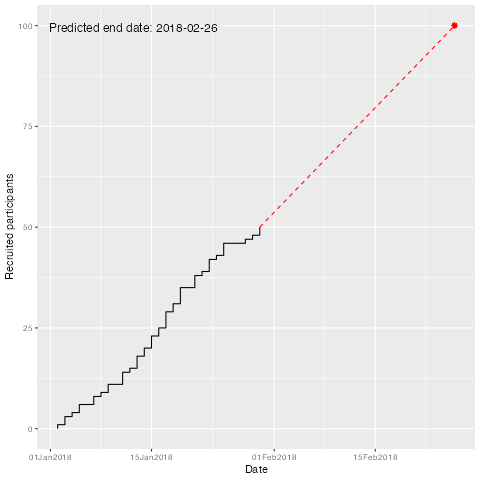 Predicted end date: 2018-02-26
100
75
50
25
0
Recruited participants
01Jan2018 15Jan2018 01Feb2018 15Feb2018
Date